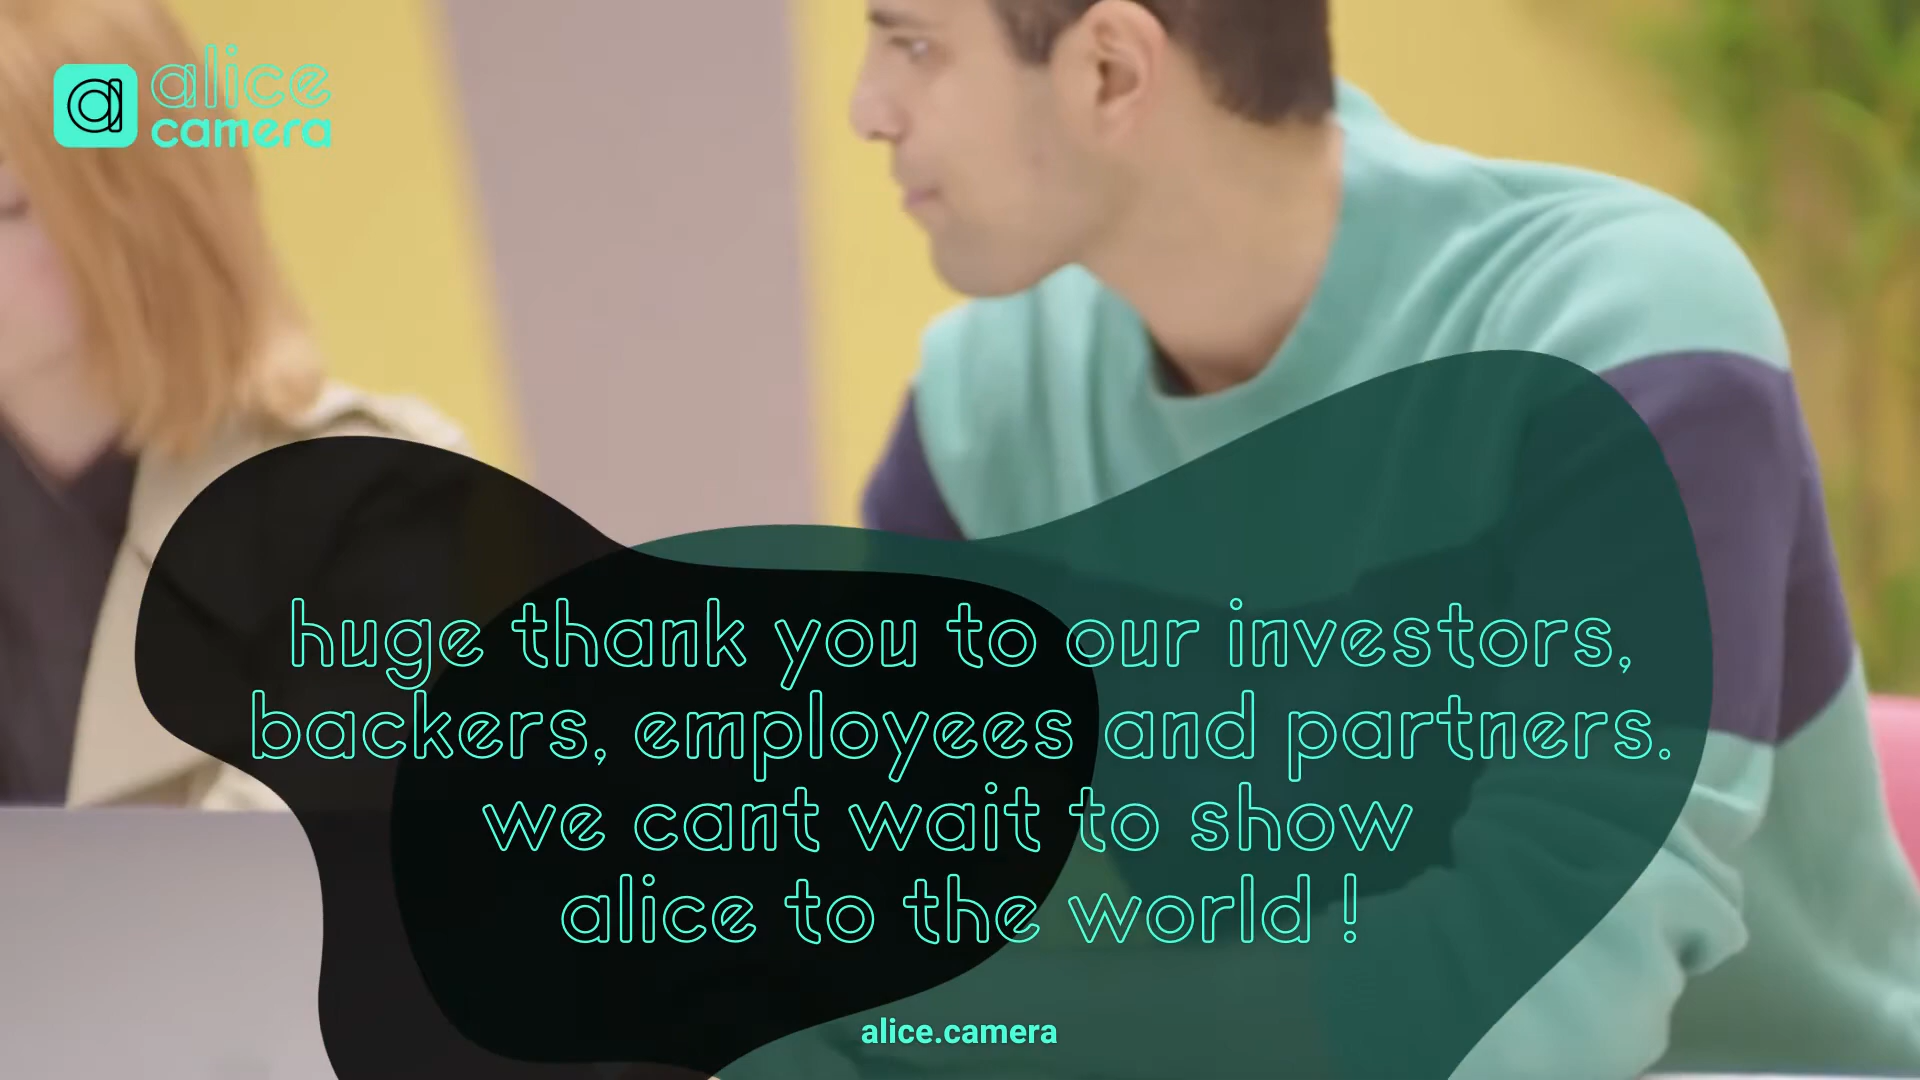 alice
camera
huge thank you to our investors,
backers, employees and partners.
we cant wait to show
alice to the world !
alice.camera